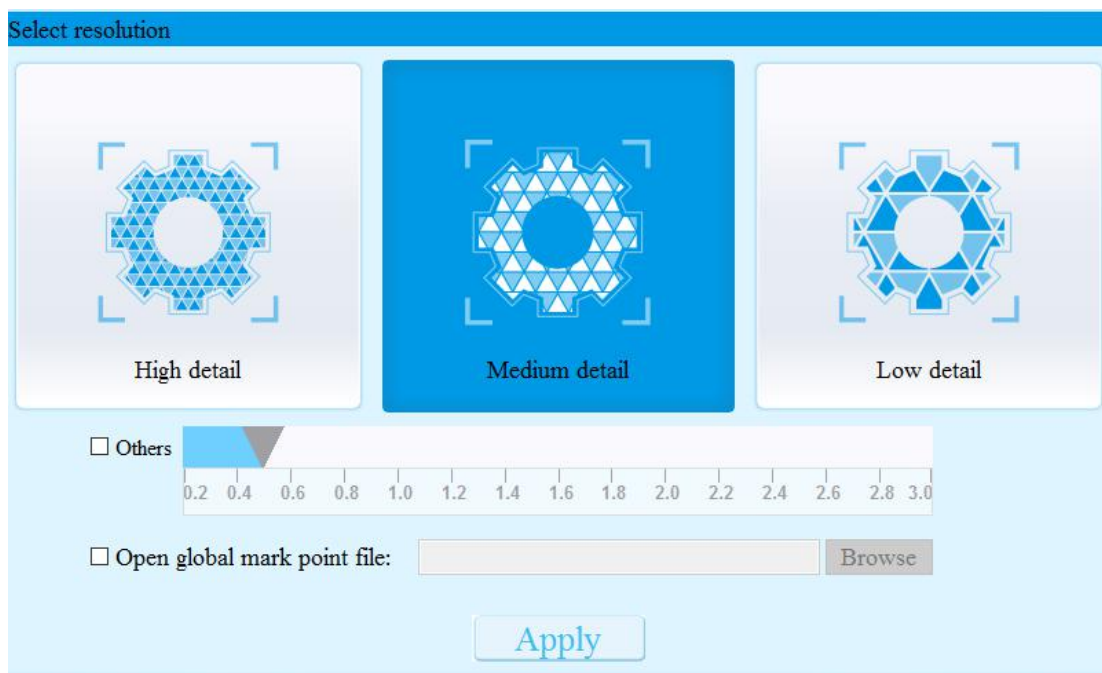 Select resolution
High detail Medium detail Low detail
Others
0.2 0.4 0.6 0.8 1.0 1.2 1.4 1.6 1.8 2.0 2.2 2.4 2.6 2.8 3.0
Open global mark point file: Browse
Apply